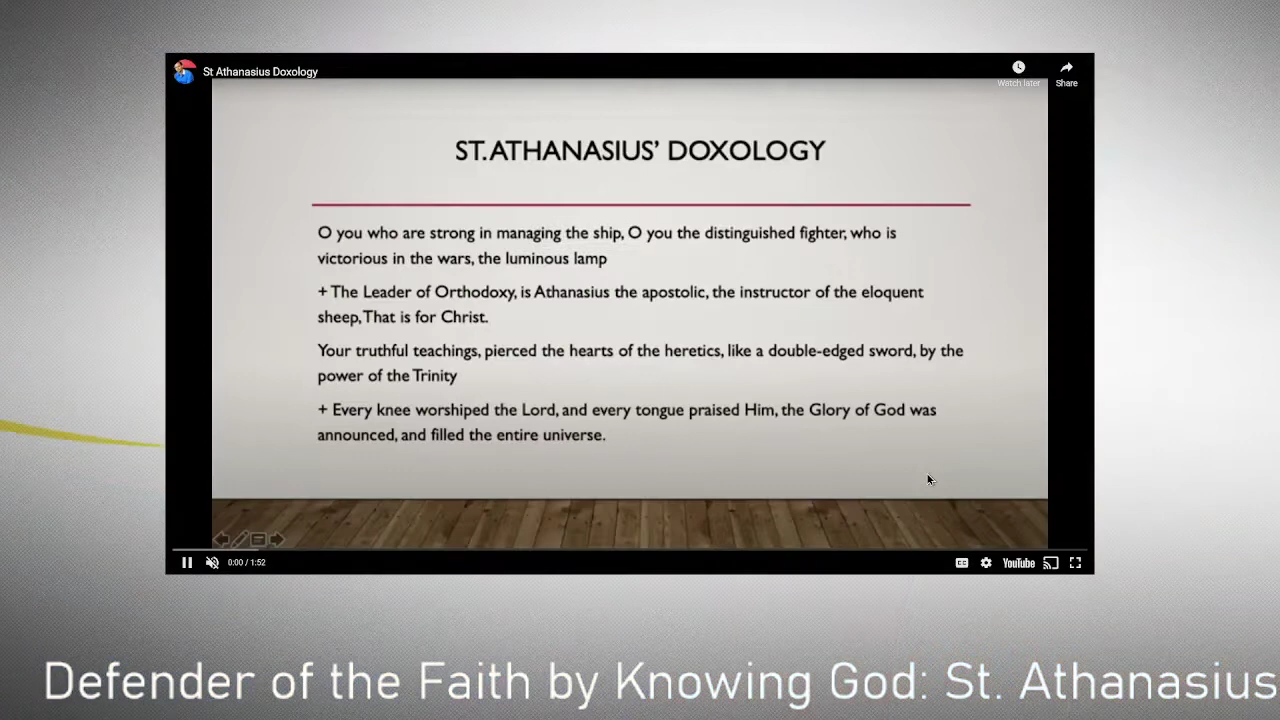 St Athanasius Doxology
Watch later
Share
ST. ATHANASIUS' DOXOLOGY
O you who are strong in managing the ship, O you the distinguished fighter, who is
victorious in the wars, the luminous lamp
+ The Leader of Orthodoxy, is Athanasius the apostolic, the instructor of the eloquent
sheep, That is for Christ.
Your truthful teachings, pierced the hearts of the heretics, like a double-edged sword, by the
power of the Trinity
+ Every knee worshiped the Lord, and every tongue praised Him, the Glory of God was
announced, and filled the entire universe.
0:00 / 1:52
CC
YouTube
Defender of the Faith by Knowing God: St. Athanasius